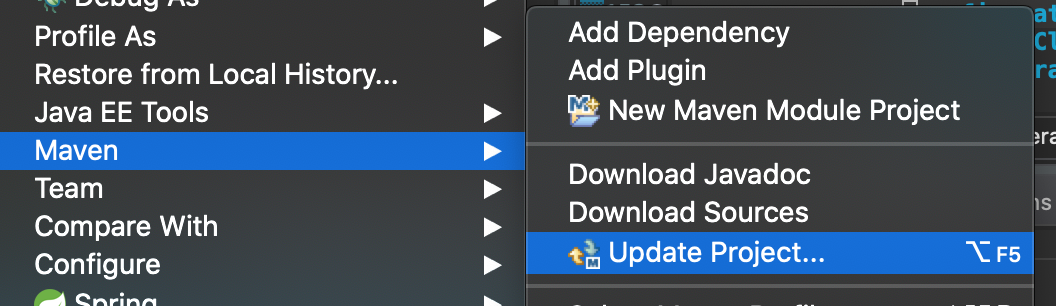 Debug As
Profile As
Restore from Local History...
Java EE Tools
Maven
Team
Compare With
Configure
Spring
Add Dependency
Add Plugin
New Maven Module Project
Download Javadoc
Download Sources
Update Project... ⌥F5